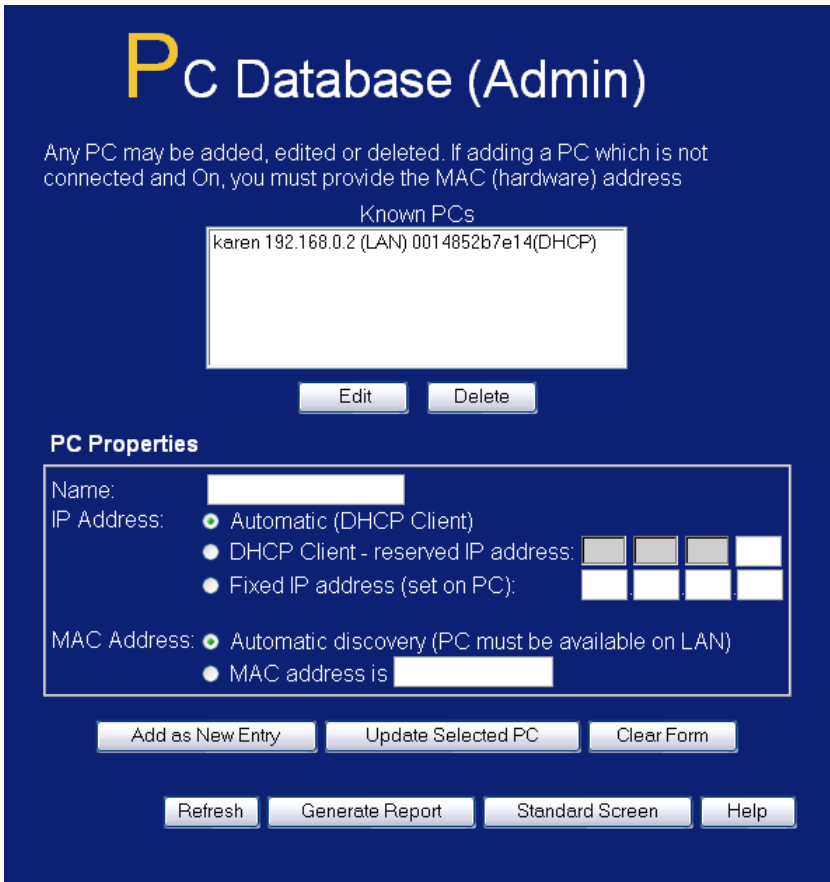 PC Database (Admin)
Any PC may be added, edited or deleted. If adding a PC which is not
connected and On, you must provide the MAC (hardware) address
Known PCs
karen 192.168.0.2 (LAN) 0014852b7e14(DHCP)
Edit Delete
PC Properties
Name:
IP Address: Automatic (DHCP Client)
DHCP Client - reserved IP address:
Fixed IP address (set on PC): . . .
MAC Address: Automatic discovery (PC must be available on LAN)
MAC address is
Add as New Entry Update Selected PC Clear Form
Refresh Generate Report Standard Screen Help